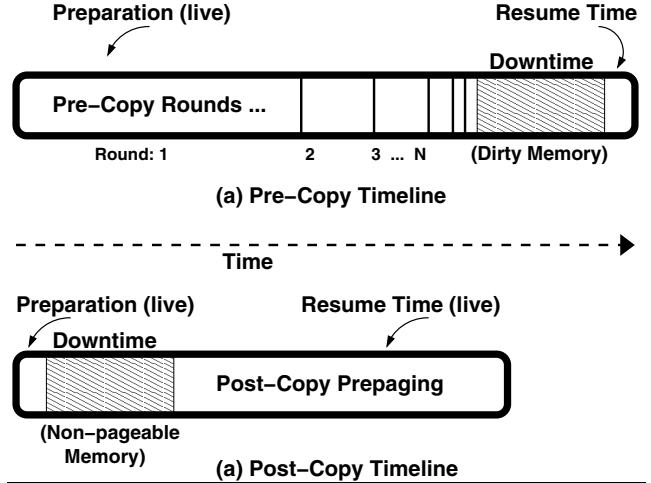 Preparation (live)
Resume Time
Downtime
Pre−Copy Rounds ...
Round: 1 2 3 ... N
(Dirty Memory)
(a) Pre−Copy Timeline
Time
Preparation (live)
Resume Time (live)
Downtime
Post−Copy Prepaging
(Non−pageable
Memory)
(a) Post−Copy Timeline